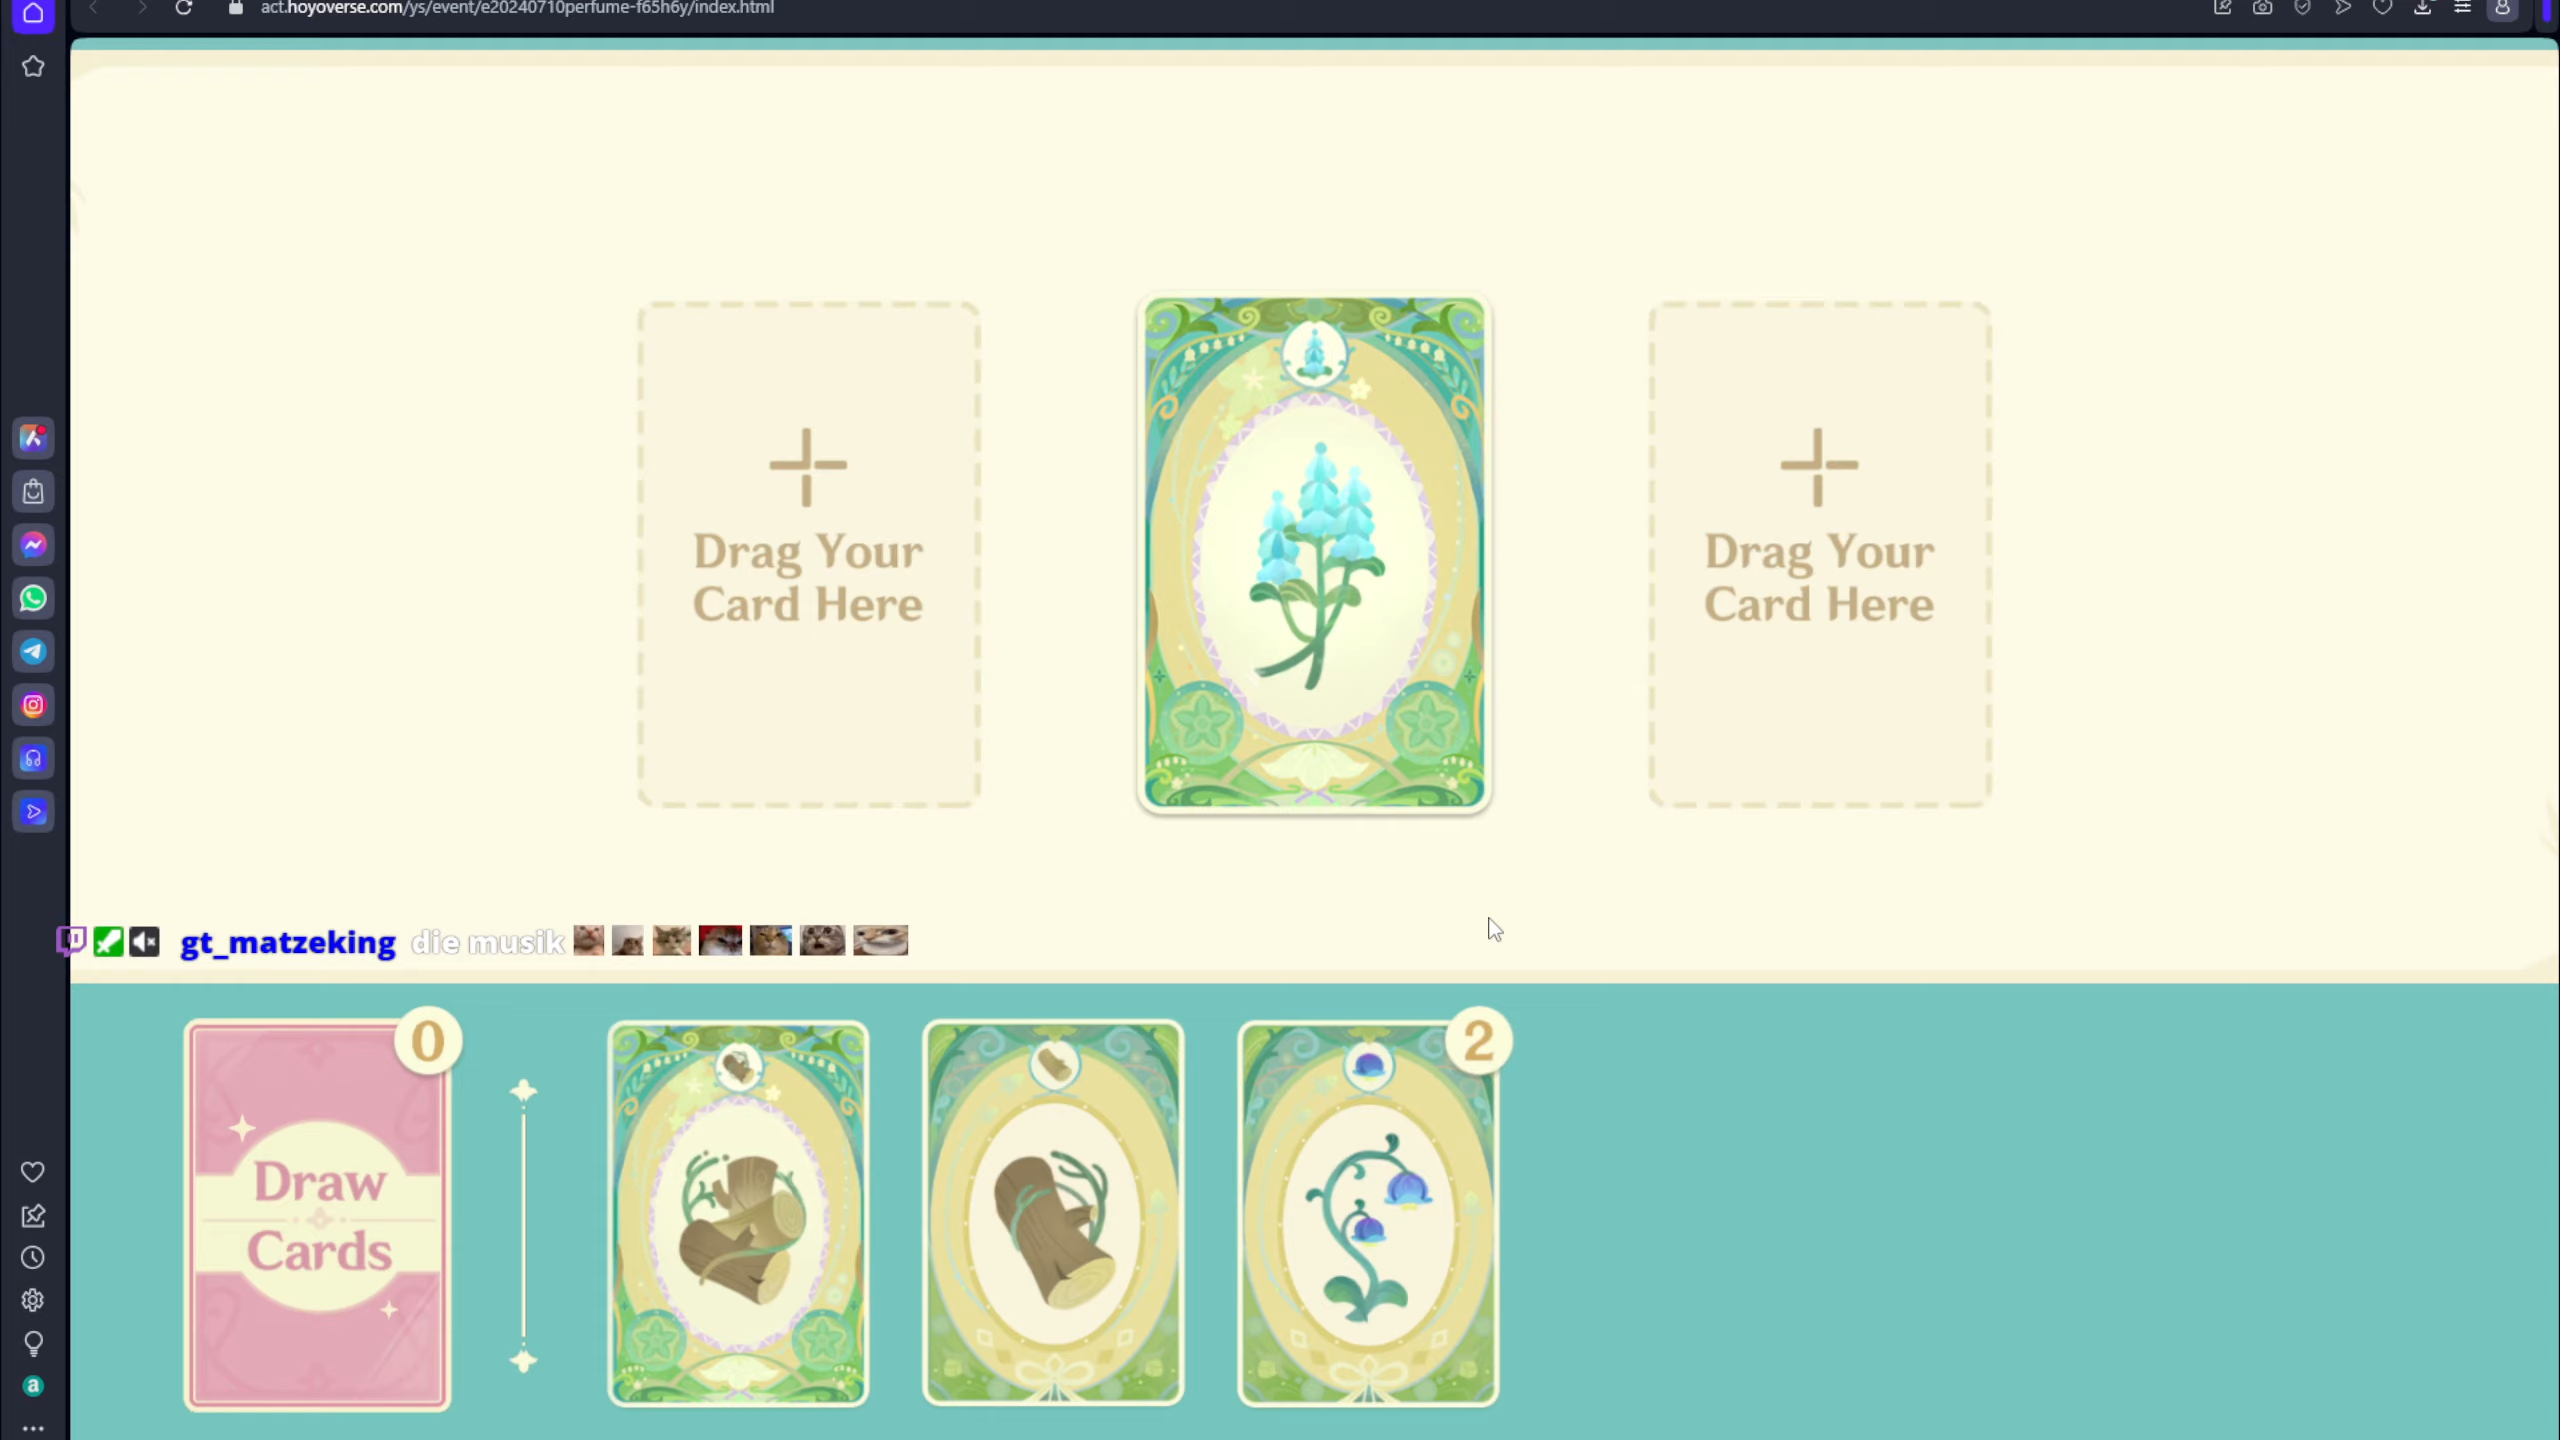 act.hoyoverse.com/ys/event/e20240710perfume-f65h6y/index.html
Drag Your
Card Here
Drag Your
Card Here
gt_matzeking die musik
0
Draw
Cards
2
a